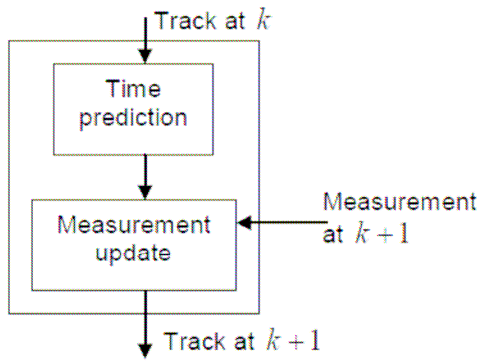 Track at k
Time
prediction
Measurement
at k + 1
Measurement
update
Track at k + 1